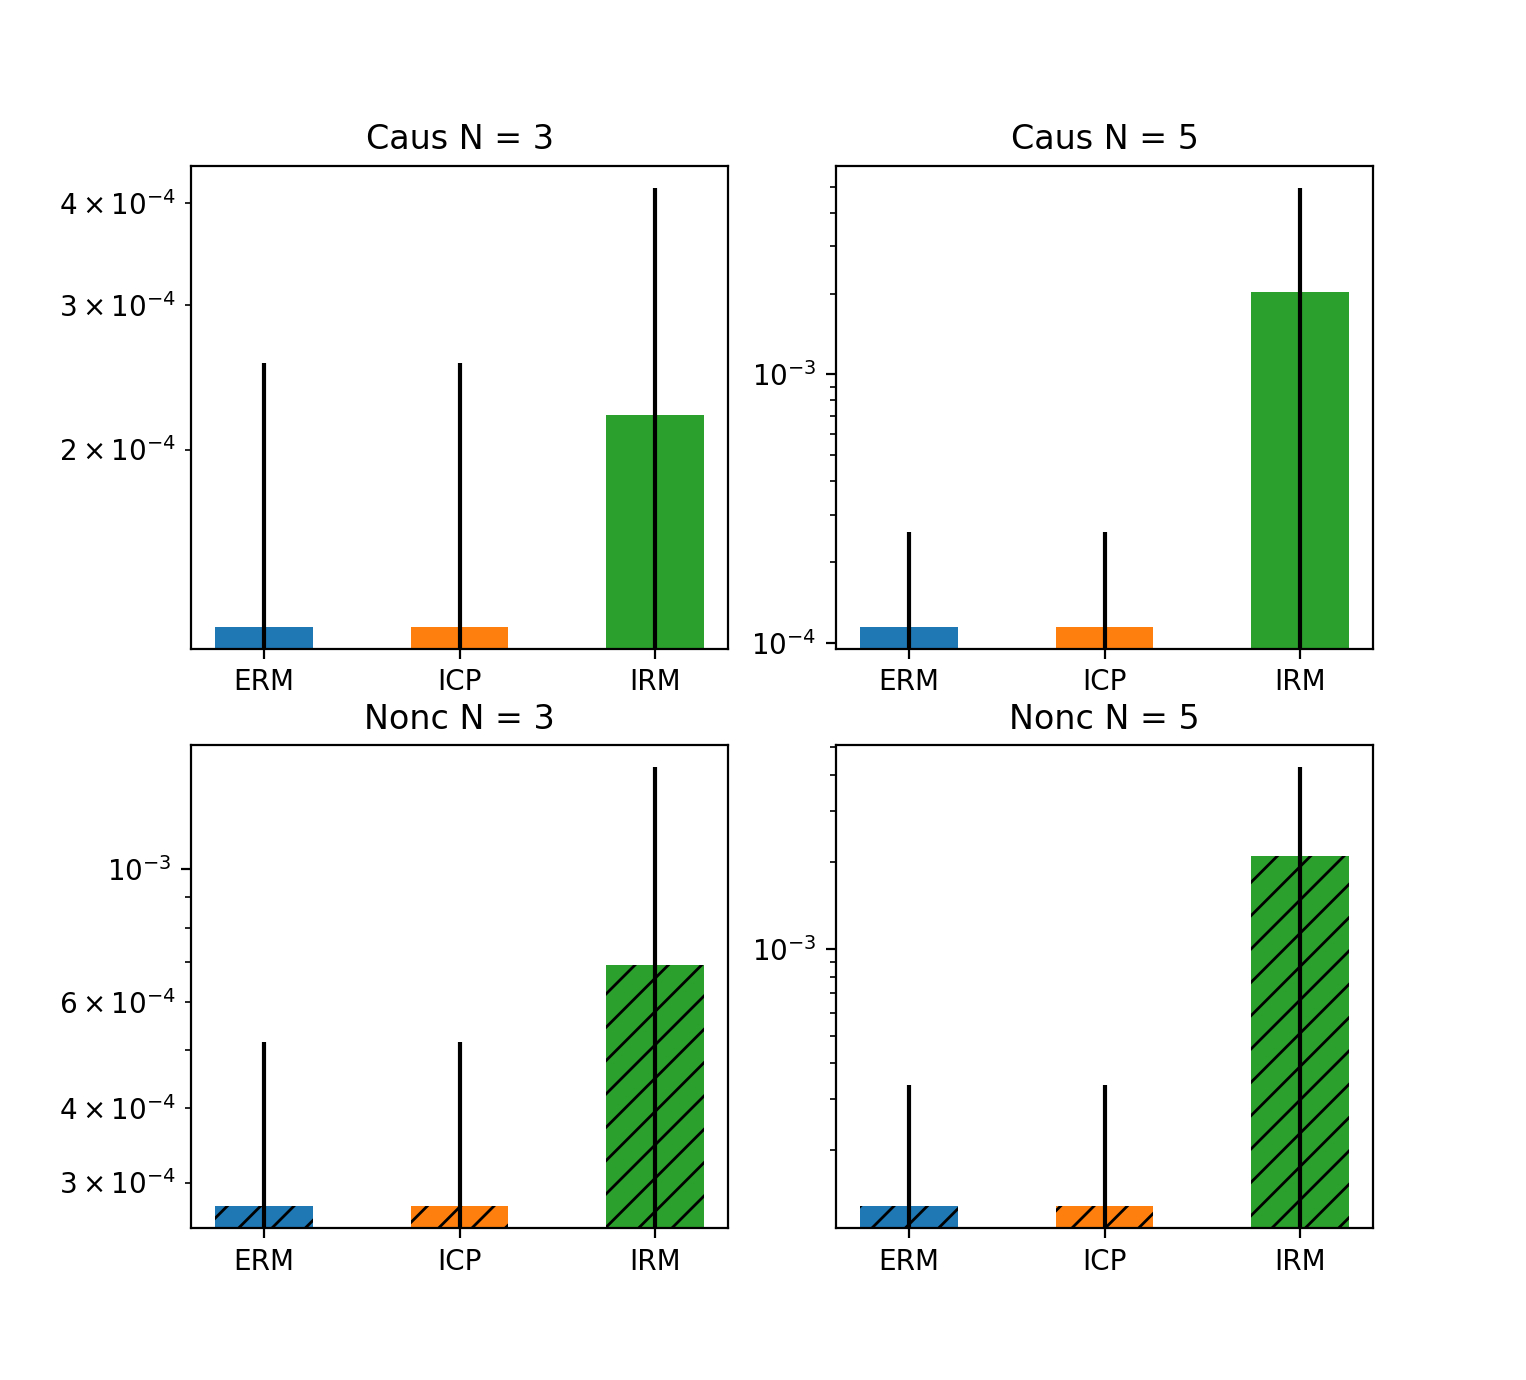 Caus N = 3
4 × 10⁻⁴
3 × 10⁻⁴
2 × 10⁻⁴
ERM ICP IRM
Caus N = 5
10⁻³
10⁻⁴
ERM ICP IRM
Nonc N = 3
10⁻³
6 × 10⁻⁴
4 × 10⁻⁴
3 × 10⁻⁴
ERM ICP IRM
Nonc N = 5
10⁻³
ERM ICP IRM